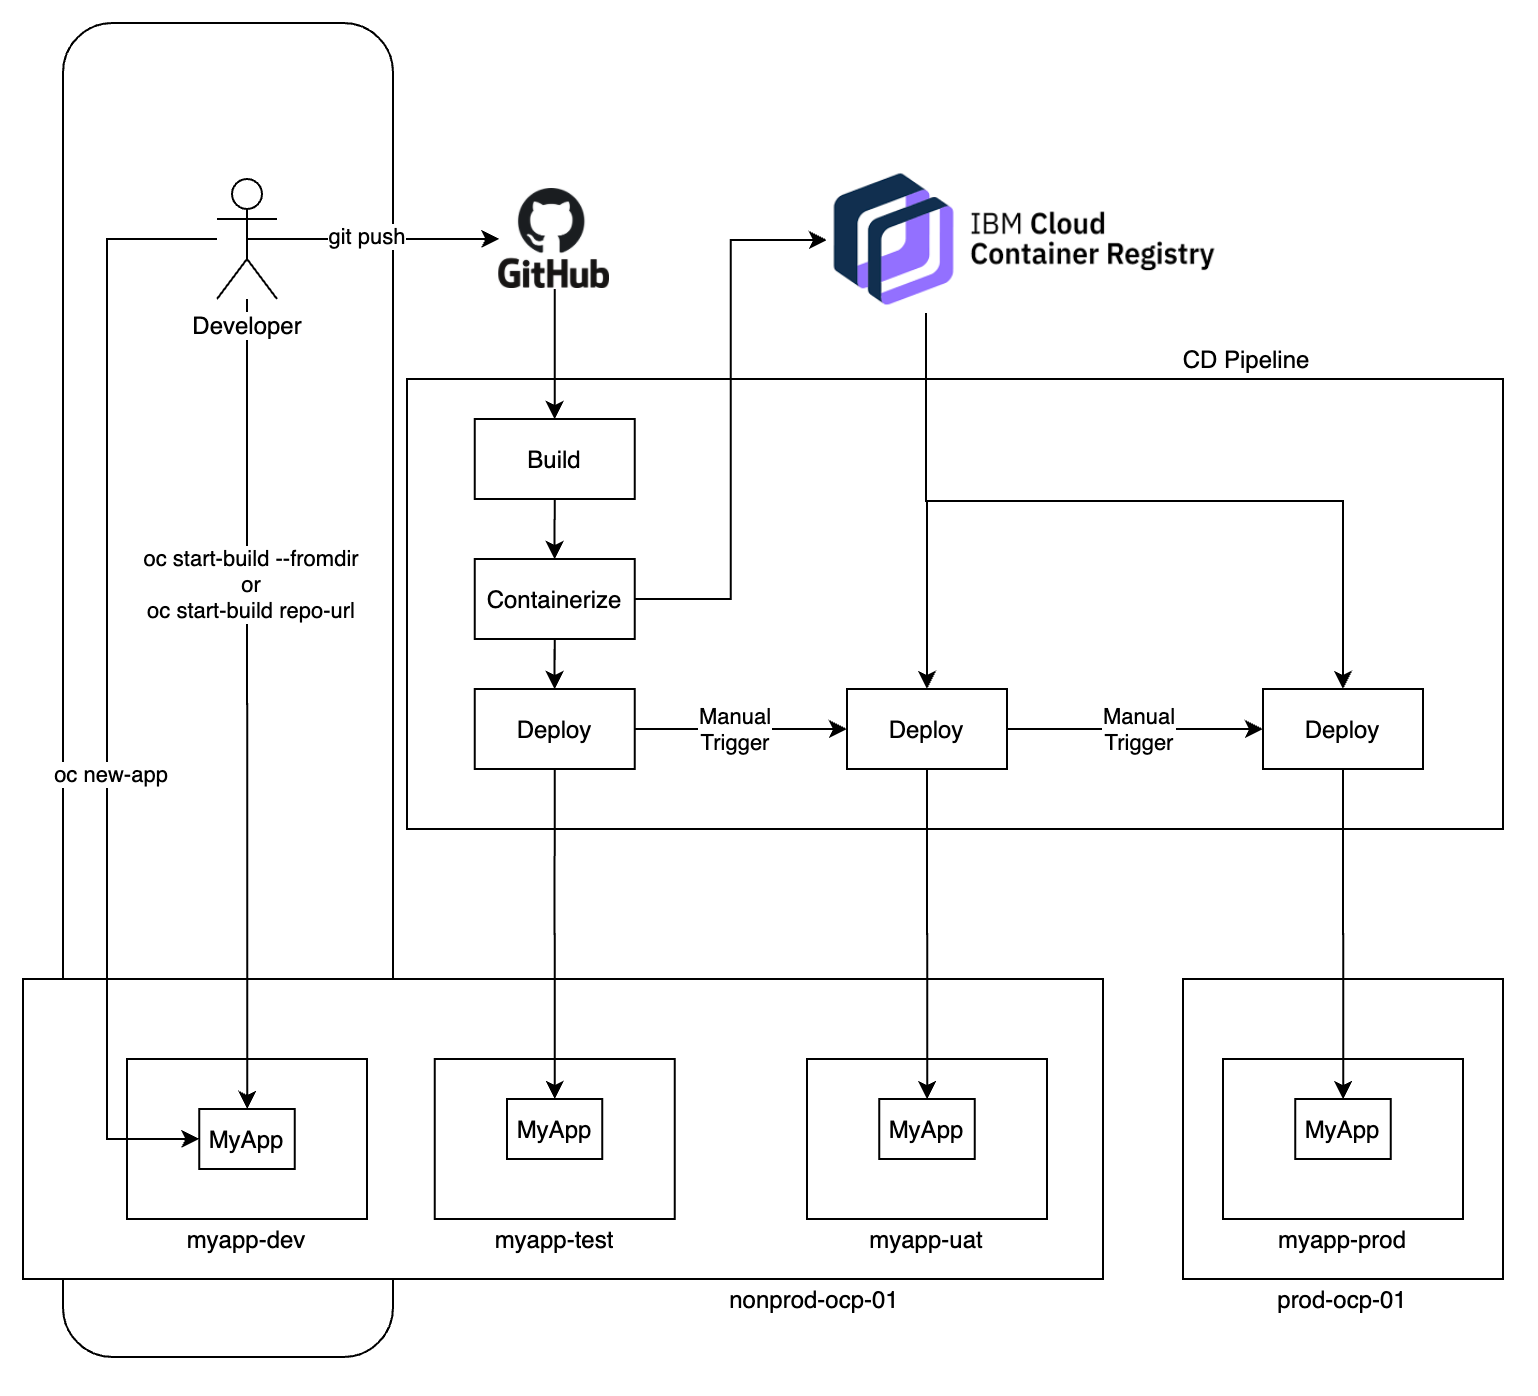 git push
GitHub
IBM Cloud
Container Registry
Developer
CD Pipeline
Build
oc start-build --fromdir
or
oc start-build repo-url
Containerize
Deploy
Manual
Trigger
Deploy
Manual
Trigger
Deploy
oc new-app
MyApp
MyApp
MyApp
MyApp
myapp-dev
myapp-test
myapp-uat
myapp-prod
nonprod-ocp-01
prod-ocp-01